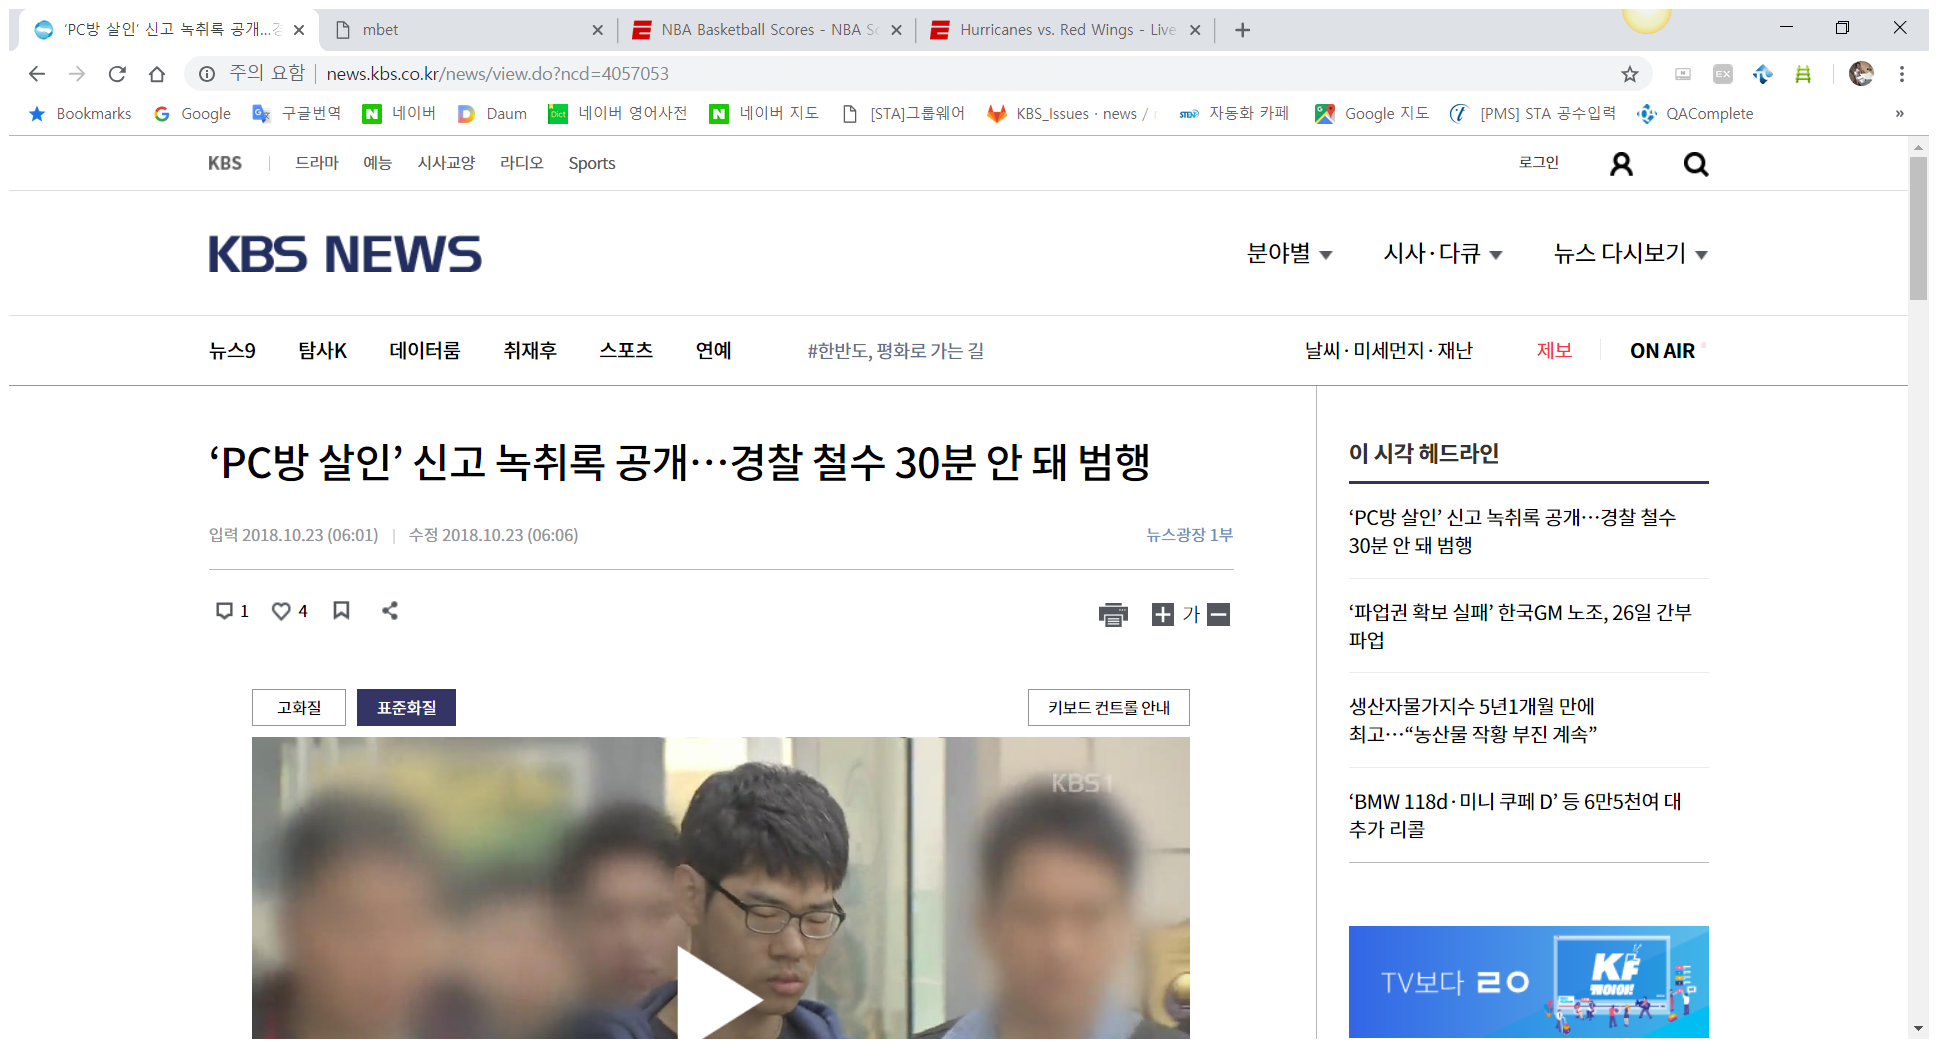 ‘PC방 살인’ 신고 녹취록 공개...경
mbet
NBA Basketball Scores - NBA Sc
Hurricanes vs. Red Wings - Live
주의 요함
news.kbs.co.kr/news/view.do?ncd=4057053
EX
Bookmarks
Google
구글번역
네이버
Daum
Dict
네이버 영어사전
네이버 지도
[STA]그룹웨어
KBS_Issues · news /
STEN
자동화 카페
Google 지도
[PMS] STA 공수입력
QAComplete
»
KBS
드라마
예능
시사교양
라디오
Sports
로그인
KBS NEWS
분야별
시사·다큐
뉴스 다시보기
뉴스9
탐사K
데이터룸
취재후
스포츠
연예
#한반도, 평화로 가는 길
날씨·미세먼지·재난
제보
ON AIR
‘PC방 살인’ 신고 녹취록 공개…경찰 철수 30분 안 돼 범행
입력 2018.10.23 (06:01) | 수정 2018.10.23 (06:06)
뉴스광장 1부
1
4
가
고화질
표준화질
키보드 컨트롤 안내
KBS1
이 시각 헤드라인
‘PC방 살인’ 신고 녹취록 공개…경찰 철수
30분 안 돼 범행
‘파업권 확보 실패’ 한국GM 노조, 26일 간부
파업
생산자물가지수 5년1개월 만에
최고…“농산물 작황 부진 계속”
‘BMW 118d·미니 쿠페 D’ 등 6만5천여 대
추가 리콜
TV보다 ㄹㅇ
KF
케이야!